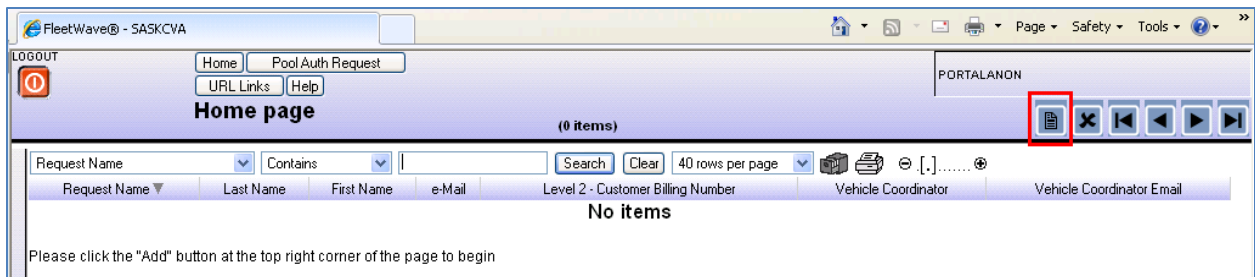 FleetWave® - SASKCVA
Page Safety Tools
LOGOUT
Home Pool Auth Request
URL Links Help
PORTALANON
Home page
(0 items)
Request Name Contains Search Clear 40 rows per page [.].......
Request Name Last Name First Name e-Mail Level 2 - Customer Billing Number Vehicle Coordinator Vehicle Coordinator Email
No items
Please click the "Add" button at the top right corner of the page to begin